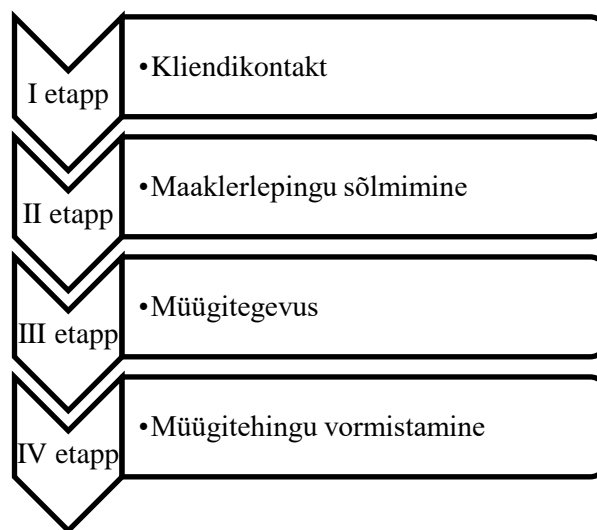 I etapp
•Kliendikontakt
II etapp
•Maaklerlepingu sõlmimine
III etapp
•Müügitegevus
IV etapp
•Müügitehingu vormistamine